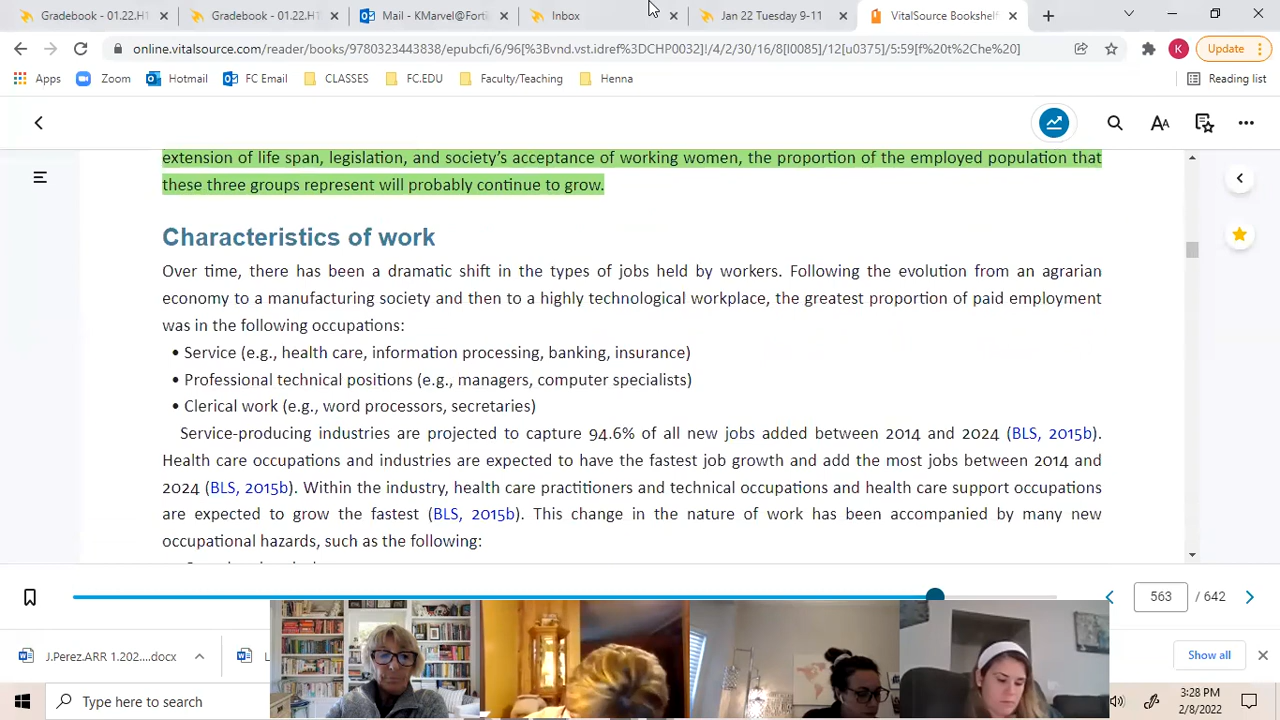 Gradebook - 01.22.H1
Gradebook - 01.22.H1
Mail - KMarvel@Forti
Inbox
Jan 22 Tuesday 9-11
VitalSource Bookshelf
online.vitalsource.com/reader/books/9780323443838/epubcfi/6/96[%3Bvnd.vst.idref%3DCHP0032]!/4/2/30/16/8[l0085]/12[u0375]/5:59[f%20t%2Che%20]
K
Update
Apps
Zoom
Hotmail
FC Email
CLASSES
FC.EDU
Faculty/Teaching
Henna
Reading list
AA
extension of life span, legislation, and society's acceptance of working women, the proportion of the employed population that
these three groups represent will probably continue to grow.
Characteristics of work
Over time, there has been a dramatic shift in the types of jobs held by workers. Following the evolution from an agrarian
economy to a manufacturing society and then to a highly technological workplace, the greatest proportion of paid employment
was in the following occupations:
• Service (e.g., health care, information processing, banking, insurance)
• Professional technical positions (e.g., managers, computer specialists)
• Clerical work (e.g., word processors, secretaries)
Service-producing industries are projected to capture 94.6% of all new jobs added between 2014 and 2024 (BLS, 2015b).
Health care occupations and industries are expected to have the fastest job growth and add the most jobs between 2014 and
2024 (BLS, 2015b). Within the industry, health care practitioners and technical occupations and health care support occupations
are expected to grow the fastest (BLS, 2015b). This change in the nature of work has been accompanied by many new
occupational hazards, such as the following:
563 / 642
J.Perez.ARR 1.202....docx
Show all
Type here to search
3:28 PM
2/8/2022